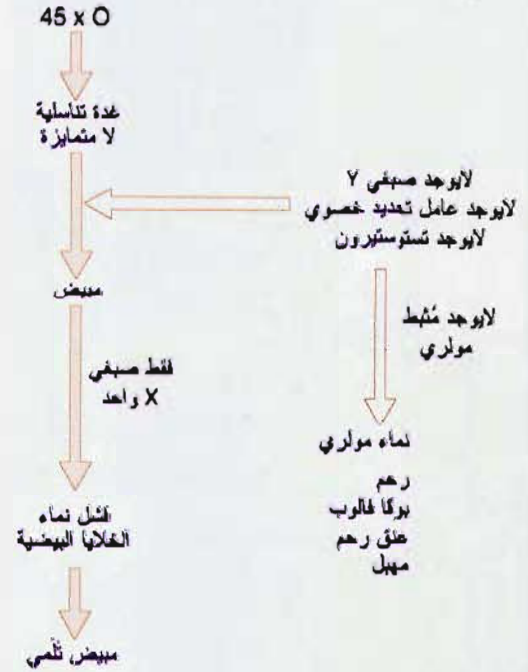 45 x O
غدة تناسلية
لا متمايزة
لايوجد صبغي Y
لايوجد عامل تحديد خصوي
لايوجد تستوستيرون
مبيض
لايوجد مُثبط
مولري
فقط صبغي
X واحد
نماء مولري
رحم
بوقا فالوب
عنق رحم
مهبل
فشل نماء
الخلايا البيضية
مبيض تَلَمي